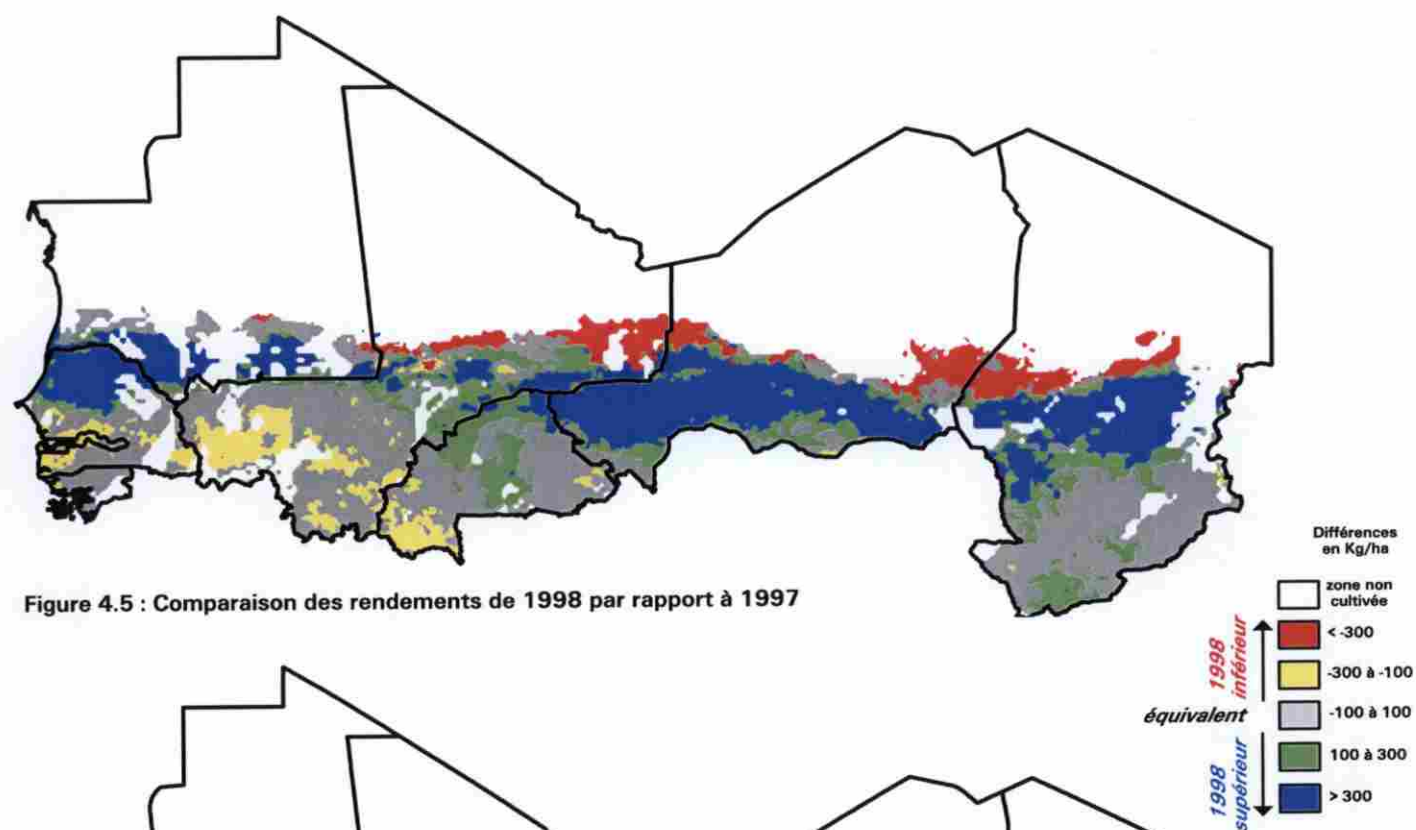 Figure 4.5 : Comparaison des rendements de 1998 par rapport à 1997
Différences
en Kg/ha
zone non
cultivée
< -300
-300 à -100
-100 à 100
100 à 300
> 300
1998
inférieur
équivalent
1998
supérieur